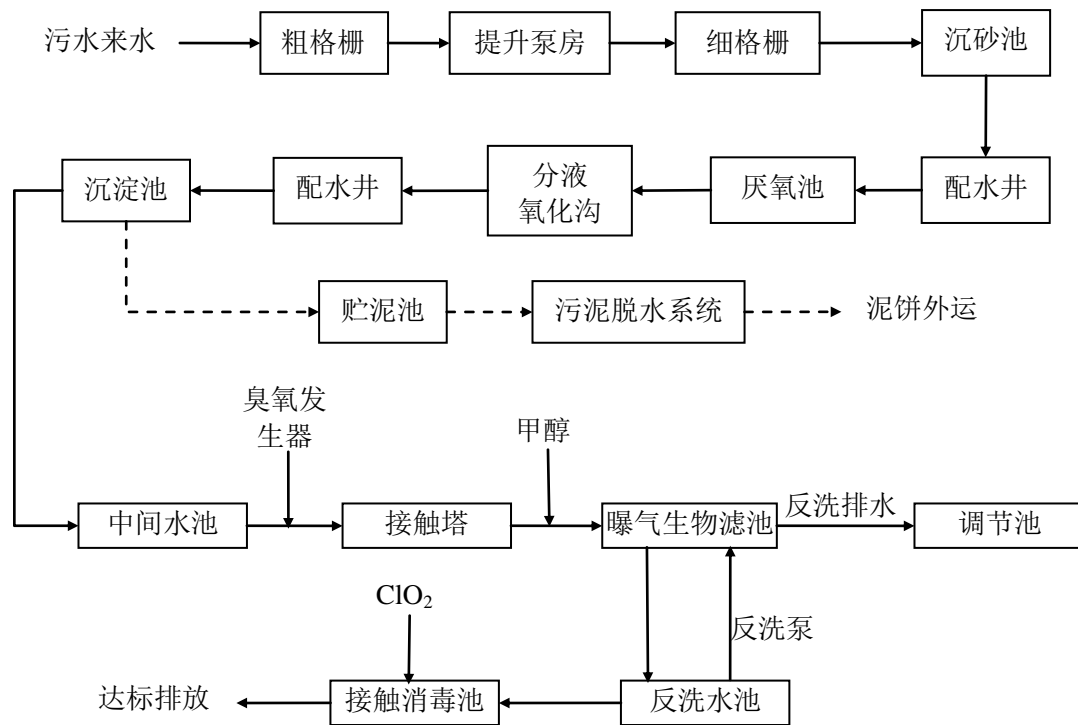 污水来水
粗格栅
提升泵房
细格栅
沉砂池
沉淀池
配水井
分液
氧化沟
厌氧池
配水井
贮泥池
污泥脱水系统
泥饼外运
臭氧发
生器
甲醇
中间水池
接触塔
曝气生物滤池
反洗排水
调节池
ClO₂
反洗泵
达标排放
接触消毒池
反洗水池